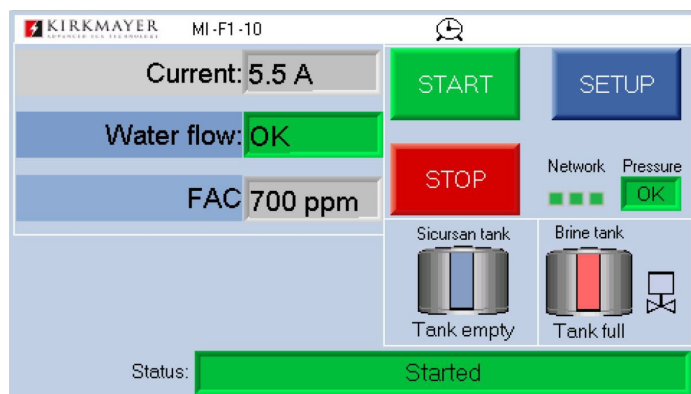 KIRKMAYER MI-F1-10
Current: 5.5 A
START
SETUP
Water flow: OK
STOP
Network
Pressure
OK
FAC 700 ppm
Sicursan tank
Brine tank
Tank empty
Tank full
Status: Started